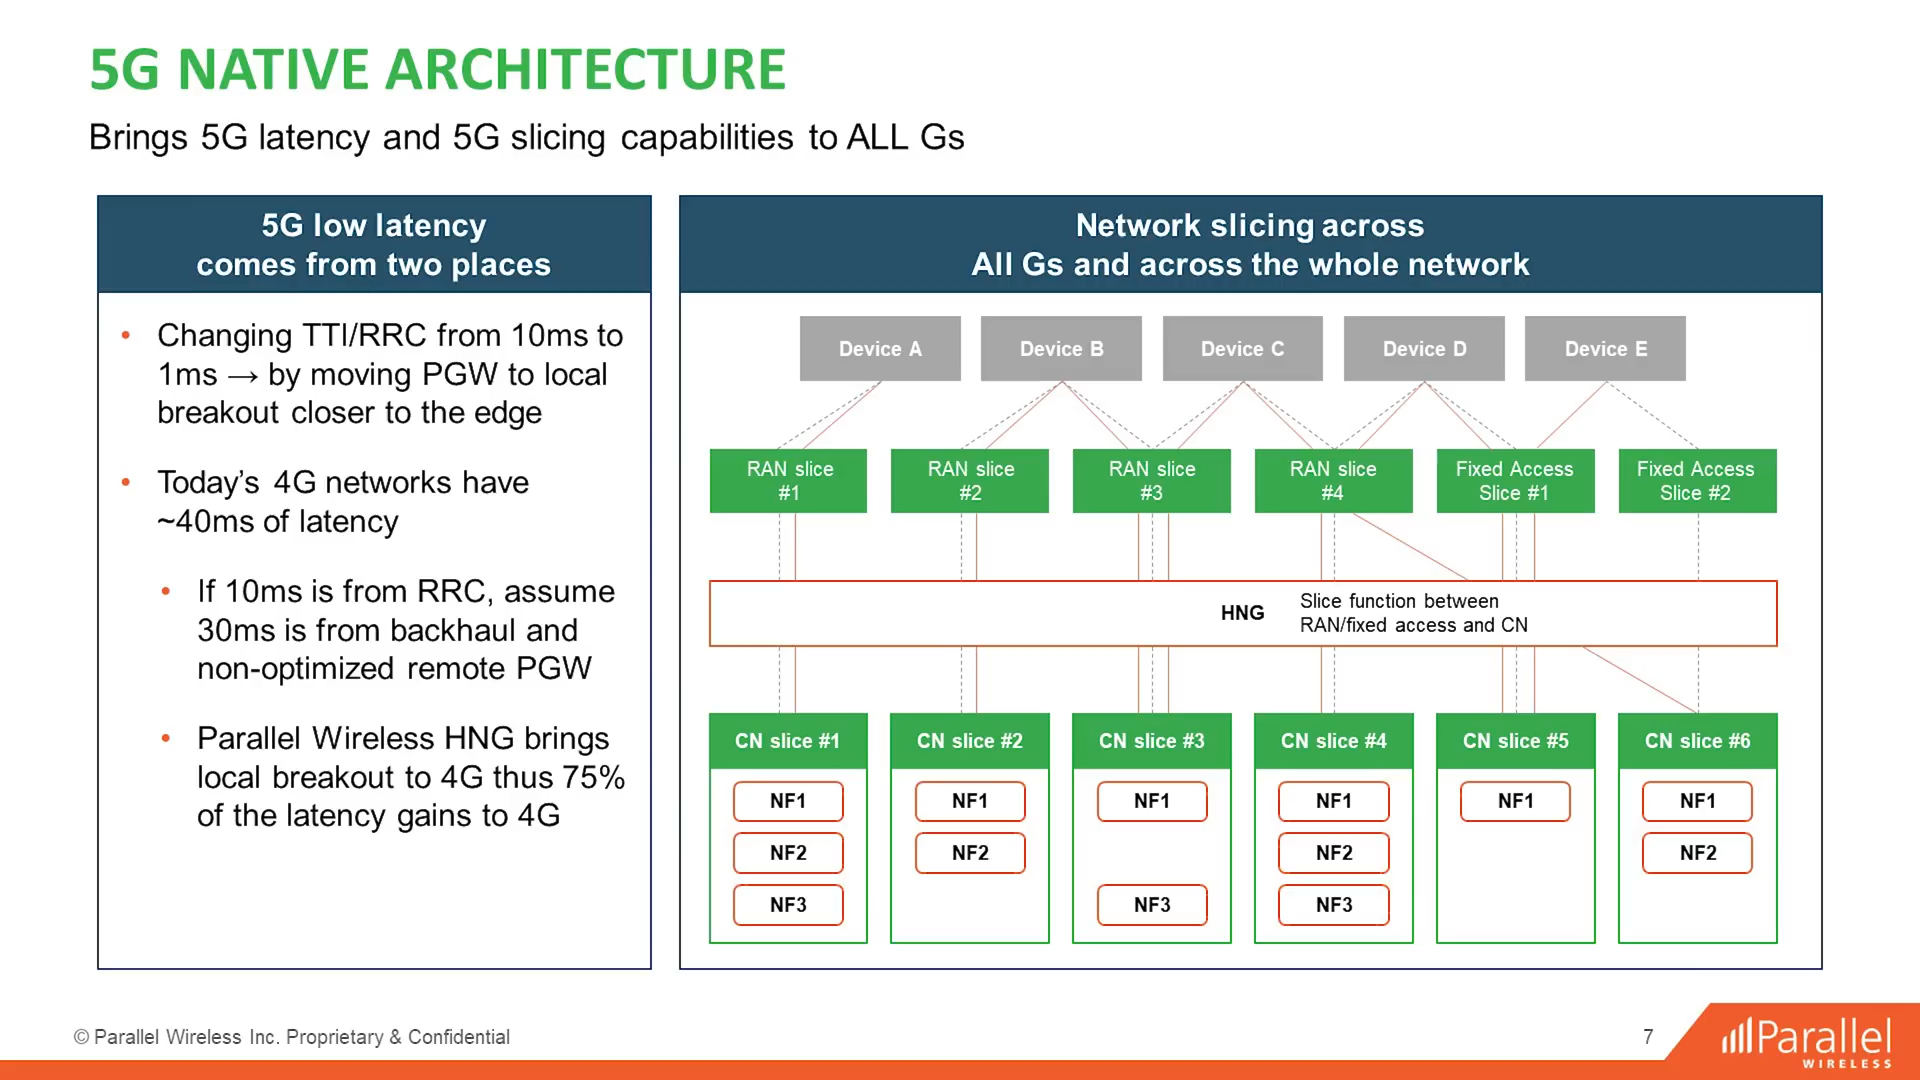 5G NATIVE ARCHITECTURE
Brings 5G latency and 5G slicing capabilities to ALL Gs
5G low latency
comes from two places
• Changing TTI/RRC from 10ms to
1ms → by moving PGW to local
breakout closer to the edge
• Today’s 4G networks have
~40ms of latency
• If 10ms is from RRC, assume
30ms is from backhaul and
non-optimized remote PGW
• Parallel Wireless HNG brings
local breakout to 4G thus 75%
of the latency gains to 4G
Network slicing across
All Gs and across the whole network
Device A
Device B
Device C
Device D
Device E
RAN slice
#1
RAN slice
#2
RAN slice
#3
RAN slice
#4
Fixed Access
Slice #1
Fixed Access
Slice #2
HNG
Slice function between
RAN/fixed access and CN
CN slice #1
NF1
NF2
NF3
CN slice #2
NF1
NF2
CN slice #3
NF1
NF3
CN slice #4
NF1
NF2
NF3
CN slice #5
NF1
CN slice #6
NF1
NF2
© Parallel Wireless Inc. Proprietary & Confidential
7
Parallel
WIRELESS